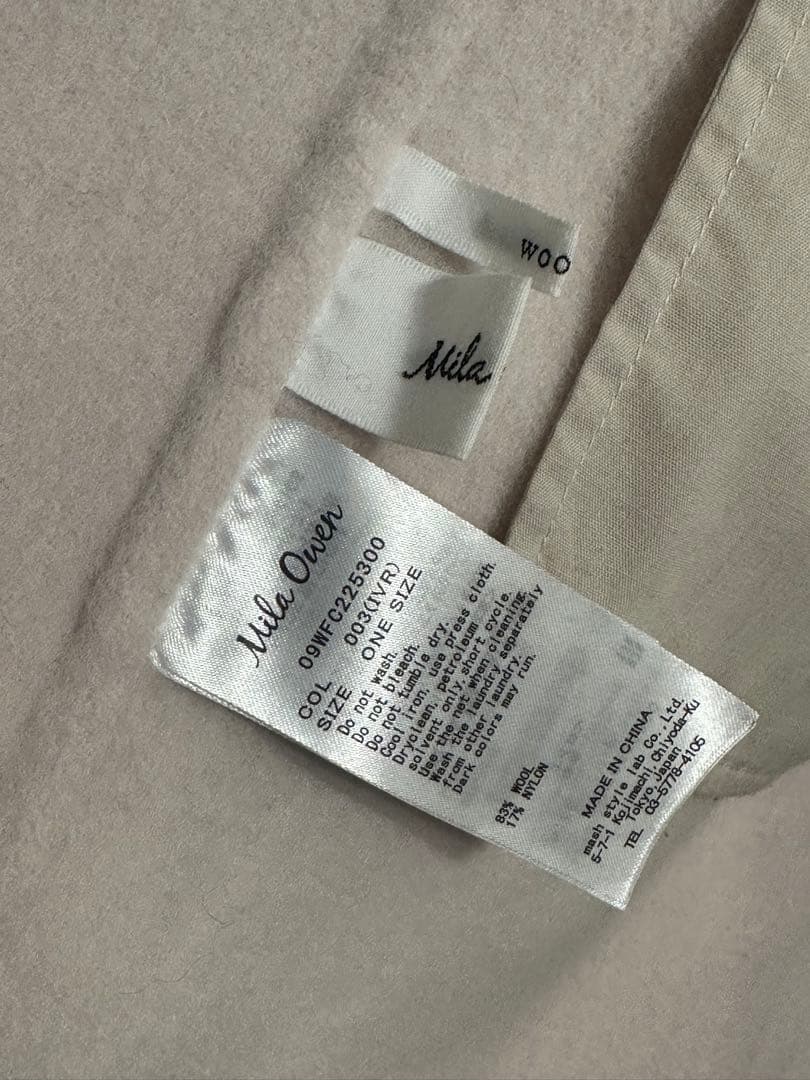 WOO
Mila
Mila Owen
09WFC225300
COL 003(IVR)
SIZE ONE SIZE
Do not wash.
Do not bleach.
Do not tumble dry.
Cool iron, use press cloth.
Dryclean, petroleum
solvent only, short cycle.
Use the net when cleaning.
Wash the laundry separately
from other laundry.
Dark colors may run.
83% WOOL
17% NYLON
MADE IN CHINA
mash style lab Co., Ltd.
5-7-1 Kojimachi, Chiyoda-Ku
Tokyo, Japan
TEL 03-5778-4105